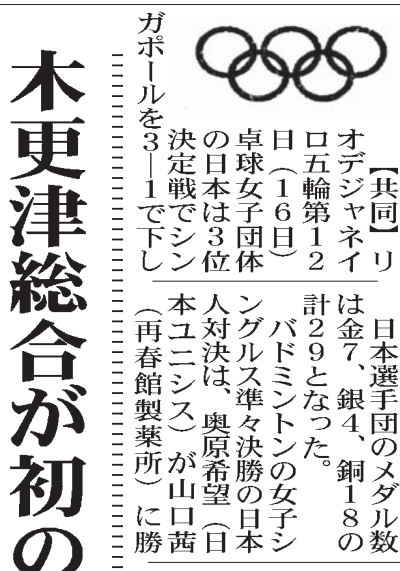 【共同】リ
オデジャネイ
ロ五輪第１２
日（１６日）
卓球女子団体
の日本は３位
決定戦でシン
ガポールを３―１で下し
日本選手団のメダル数
は金７、銀４、銅１８の
計２９となった。
バドミントンの女子シ
ングルス準々決勝の日本
人対決は、奥原希望（日
本ユニシス）が山口茜
（再春館製薬所）に勝
木更津総合が初の